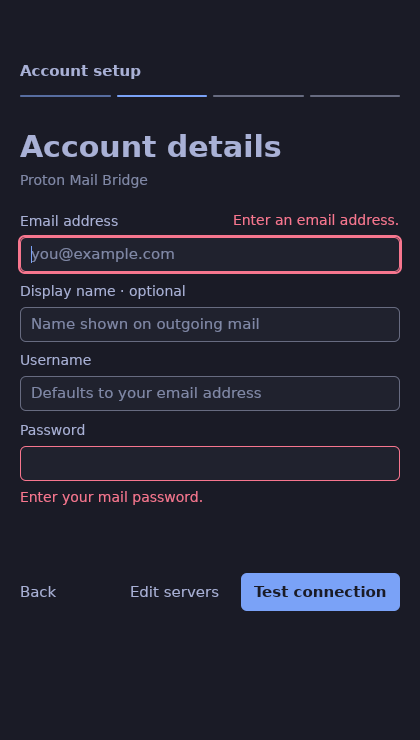 Account setup
Account details
Proton Mail Bridge
Email address
Enter an email address.
you@example.com
Display name · optional
Name shown on outgoing mail
Username
Defaults to your email address
Password
Enter your mail password.
Back
Edit servers
Test connection